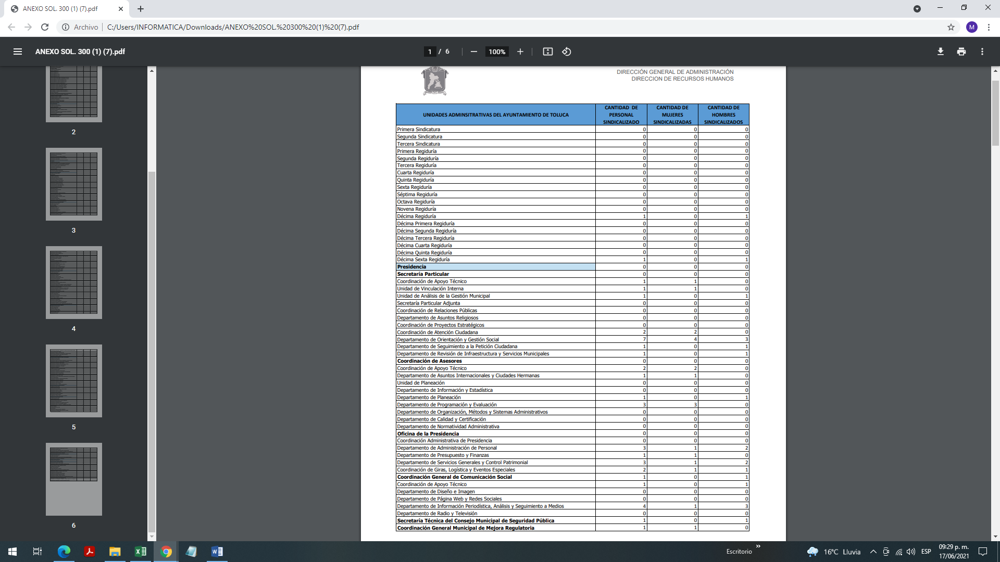 ANEXO SOL. 300 (1) (7).pdf
Archivo C:/Users/INFORMATICA/Downloads/ANEXO%20SOL.%20300%20(1)%20(7).pdf
M
ANEXO SOL. 300 (1) (7).pdf 1 / 6 100%
2
3
4
5
6
DIRECCIÓN GENERAL DE ADMINISTRACIÓN
DIRECCION DE RECURSOS HUMANOS
UNIDADES ADMINSITRATIVAS DEL AYUNTAMIENTO DE TOLUCA CANTIDAD DE PERSONAL SINDICALIZADO CANTIDAD DE MUJERES SINDICALIZADAS CANTIDAD DE HOMBRES SINDICALIZADOS
Primera Sindicatura 0 0 0
Segunda Sindicatura 0 0 0
Tercera Sindicatura 0 0 0
Primera Regiduría 0 0 0
Segunda Regiduría 0 0 0
Tercera Regiduría 0 0 0
Cuarta Regiduría 0 0 0
Quinta Regiduría 0 0 0
Sexta Regiduría 0 0 0
Séptima Regiduría 0 0 0
Octava Regiduría 0 0 0
Novena Regiduría 0 0 0
Décima Regiduría 1 0 1
Décima Primera Regiduría 0 0 0
Décima Segunda Regiduría 0 0 0
Décima Tercera Regiduría 0 0 0
Décima Cuarta Regiduría 0 0 0
Décima Quinta Regiduría 0 0 0
Décima Sexta Regiduría 1 0 1
Presidencia 0 0 0
Secretaría Particular 0 0 0
Coordinación de Apoyo Técnico 1 1 0
Unidad de Vinculación Interna 1 1 0
Unidad de Análisis de la Gestión Municipal 1 0 1
Secretaría Particular Adjunta 0 0 0
Coordinación de Relaciones Públicas 0 0 0
Departamento de Asuntos Religiosos 0 0 0
Coordinación de Proyectos Estratégicos 0 0 0
Coordinación de Atención Ciudadana 2 2 0
Departamento de Orientación y Gestión Social 7 4 3
Departamento de Seguimiento a la Petición Ciudadana 1 0 1
Departamento de Revisión de Infraestructura y Servicios Municipales 1 0 1
Coordinación de Asesores 0 0 0
Coordinación de Apoyo Técnico 2 2 0
Departamento de Asuntos Internacionales y Ciudades Hermanas 1 1 0
Unidad de Planeación 0 0 0
Departamento de Información y Estadística 0 0 0
Departamento de Planeación 1 0 1
Departamento de Programación y Evaluación 3 3 0
Departamento de Organización, Métodos y Sistemas Administrativos 0 0 0
Departamento de Calidad y Certificación 0 0 0
Departamento de Normatividad Administrativa 0 0 0
Oficina de la Presidencia 0 0 0
Coordinación Administrativa de Presidencia 0 0 0
Departamento de Administración de Personal 3 1 2
Departamento de Presupuesto y Finanzas 1 1 0
Departamento de Servicios Generales y Control Patrimonial 3 1 2
Coordinación de Giras, Logística y Eventos Especiales 2 1 1
Coordinación General de Comunicación Social 1 0 1
Coordinación de Apoyo Técnico 1 0 1
Departamento de Diseño e Imagen 0 0 0
Departamento de Página Web y Redes Sociales 0 0 0
Departamento de Información Periodística, Análisis y Seguimiento a Medios 4 1 3
Departamento de Radio y Televisión 0 0 0
Secretaría Técnica del Consejo Municipal de Seguridad Pública 1 0 1
Coordinación General Municipal de Mejora Regulatoria 1 1 0
Escritorio 16°C Lluvia ESP 09:29 p. m.
17/06/2021